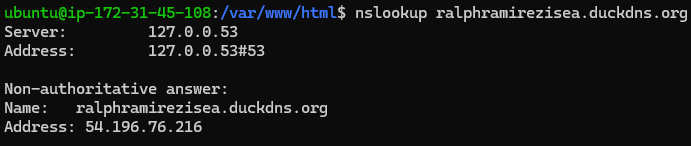 ubuntu@ip-172-31-45-108:/var/www/html$ nslookup ralphramirezisea.duckdns.org
Server:         127.0.0.53
Address:        127.0.0.53#53

Non-authoritative answer:
Name:   ralphramirezisea.duckdns.org
Address: 54.196.76.216